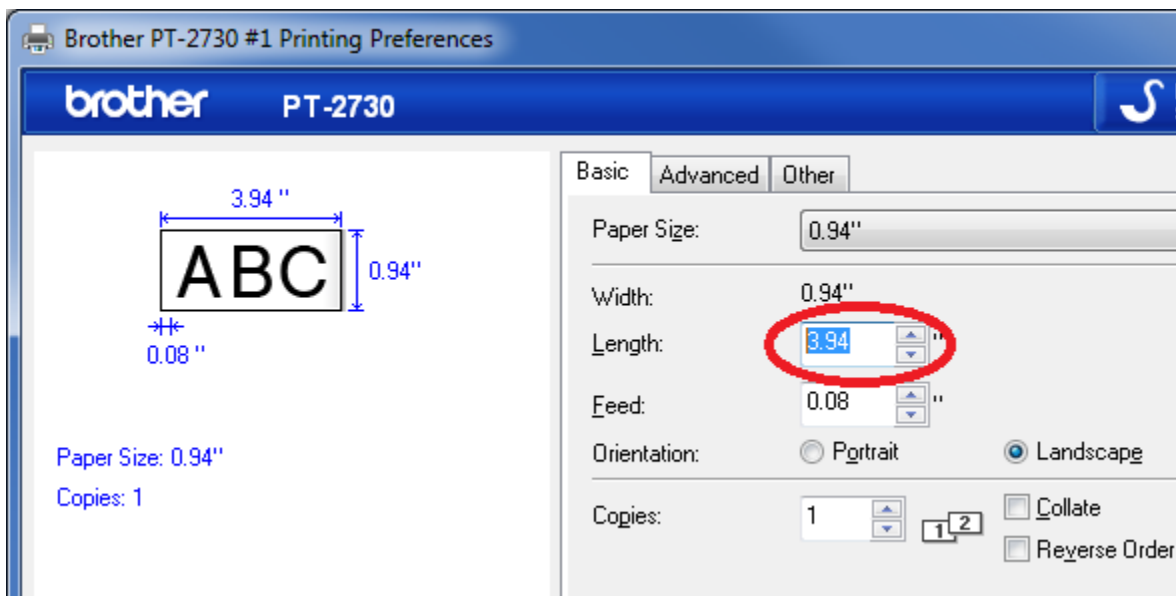 Brother PT-2730 #1 Printing Preferences
brother PT-2730
3.94 "
ABC
0.94"
0.08 "
Paper Size: 0.94"
Copies: 1
Basic Advanced Other
Paper Size: 0.94"
Width: 0.94"
Length: 3.94 "
Feed: 0.08 "
Orientation: Portrait Landscape
Copies: 1 1 2 Collate
Reverse Order